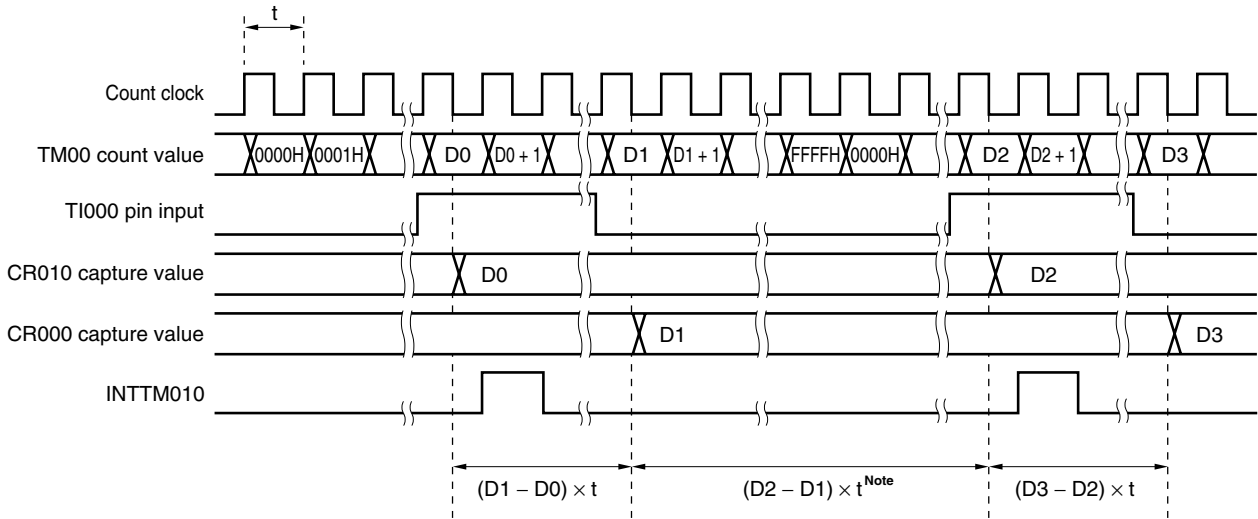 t
Count clock
TM00 count value 0000H 0001H D0 D0 + 1 D1 D1 + 1 FFFFH 0000H D2 D2 + 1 D3
TI000 pin input
CR010 capture value D0 D2
CR000 capture value D1 D3
INTTM010
(D1 − D0) × t (D2 − D1) × t Note (D3 − D2) × t